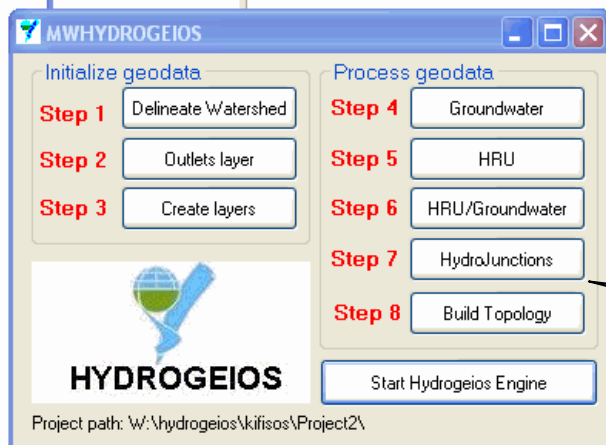 MWHYDROGEIOS
Initialize geodata
Step 1 Delineate Watershed
Step 2 Outlets layer
Step 3 Create layers
Process geodata
Step 4 Groundwater
Step 5 HRU
Step 6 HRU/Groundwater
Step 7 HydroJunctions
Step 8 Build Topology
HYDROGEIOS
Start Hydrogeios Engine
Project path: W:\hydrogeios\kifisos\Project2\